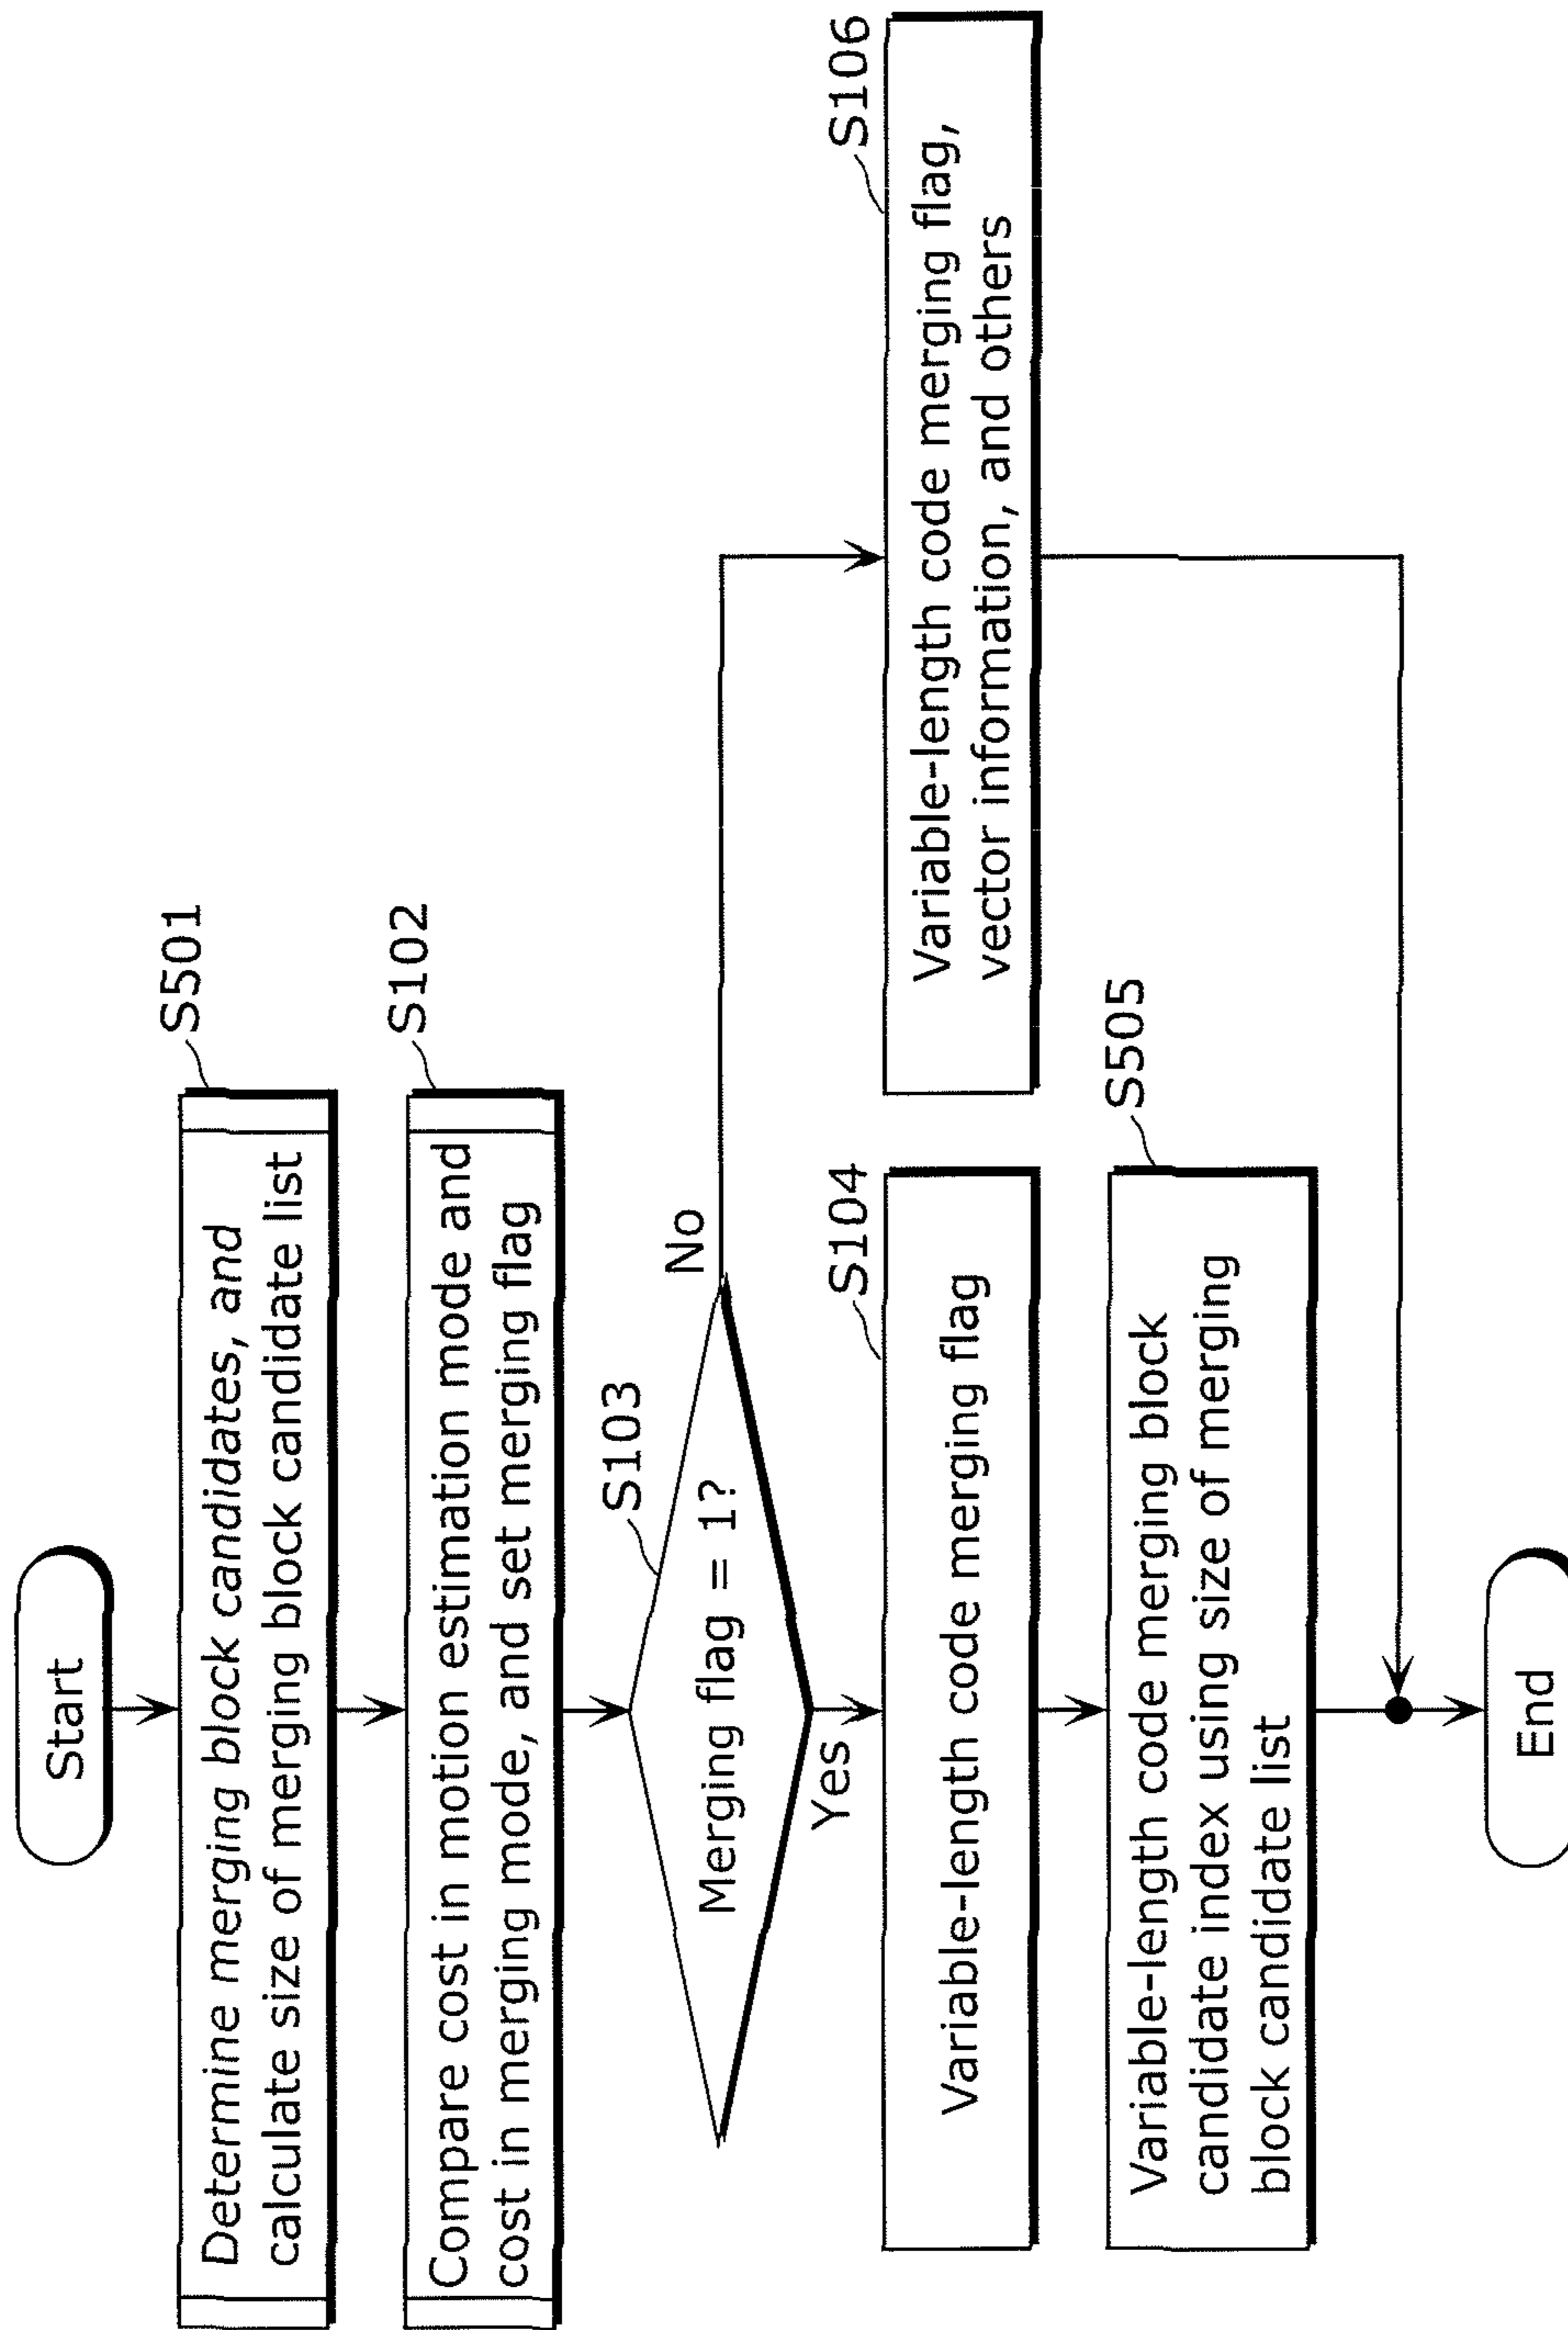 Start
S501
Determine merging block candidates, and
calculate size of merging block candidate list
S102
Compare cost in motion estimation mode and
cost in merging mode, and set merging flag
S103
Merging flag = 1?
No
Yes
S104
Variable-length code merging flag
S106
Variable-length code merging flag,
vector information, and others
S505
Variable-length code merging block
candidate index using size of merging
block candidate list
End